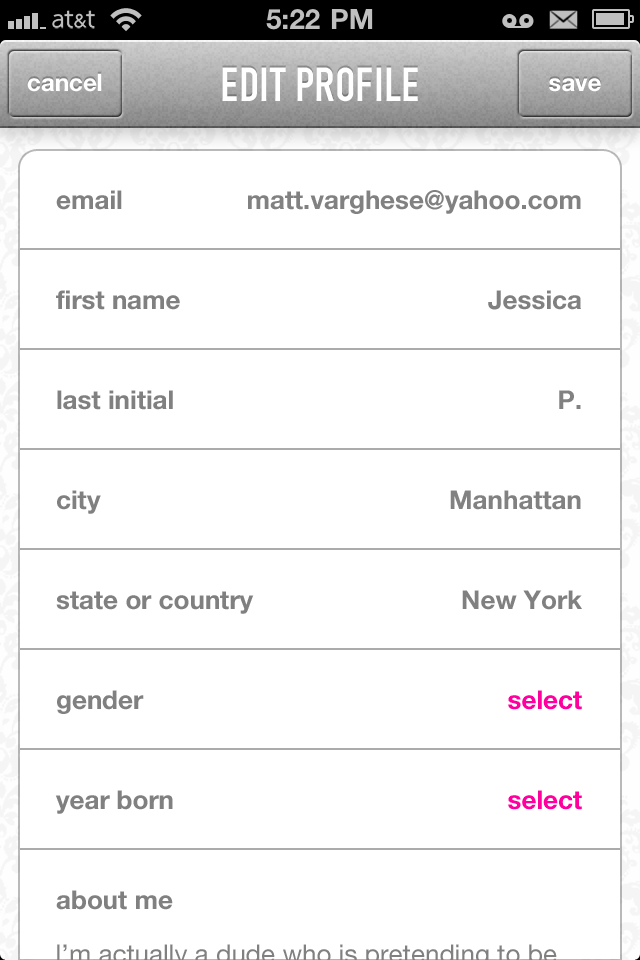 at&t 5:22 PM
cancel EDIT PROFILE save
email matt.varghese@yahoo.com
first name Jessica
last initial P.
city Manhattan
state or country New York
gender select
year born select
about me
I'm actually a dude who is pretending to be